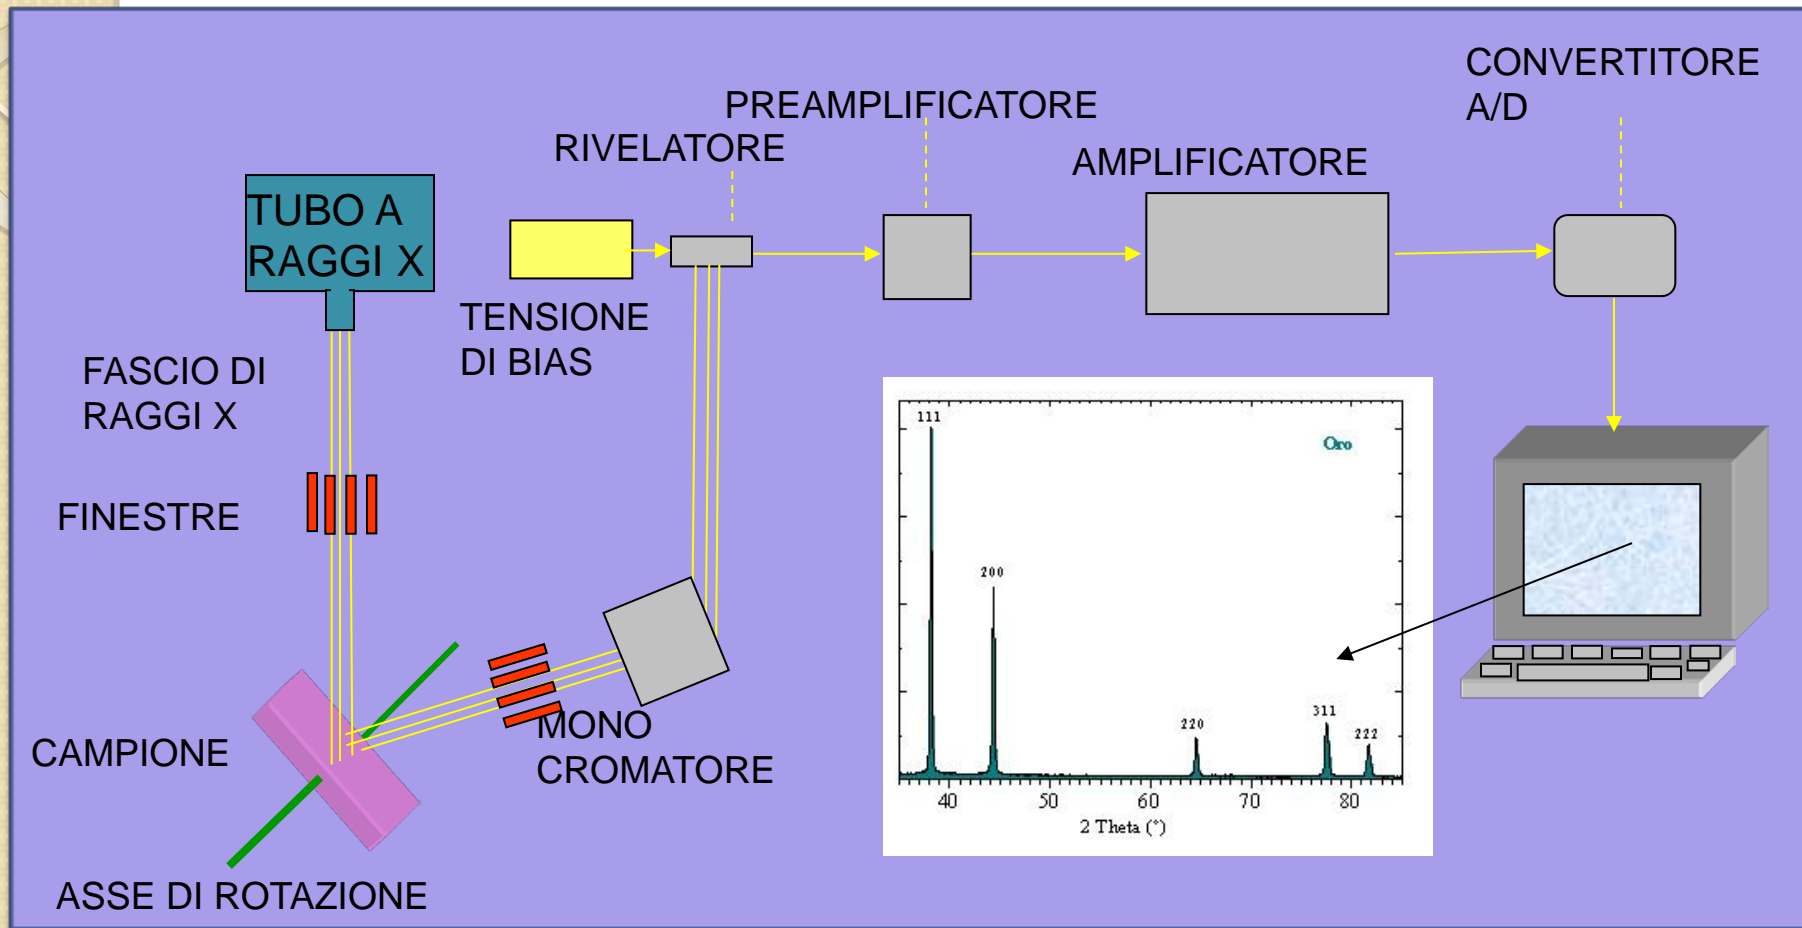 CONVERTITORE
A/D
PREAMPLIFICATORE
RIVELATORE
AMPLIFICATORE
TUBO A
RAGGI X
TENSIONE
DI BIAS
FASCIO DI
RAGGI X
FINESTRE
MONO
CROMATORE
CAMPIONE
ASSE DI ROTAZIONE
111
Oro
200
220
311
222
40 50 60 70 80
2 Theta (°)